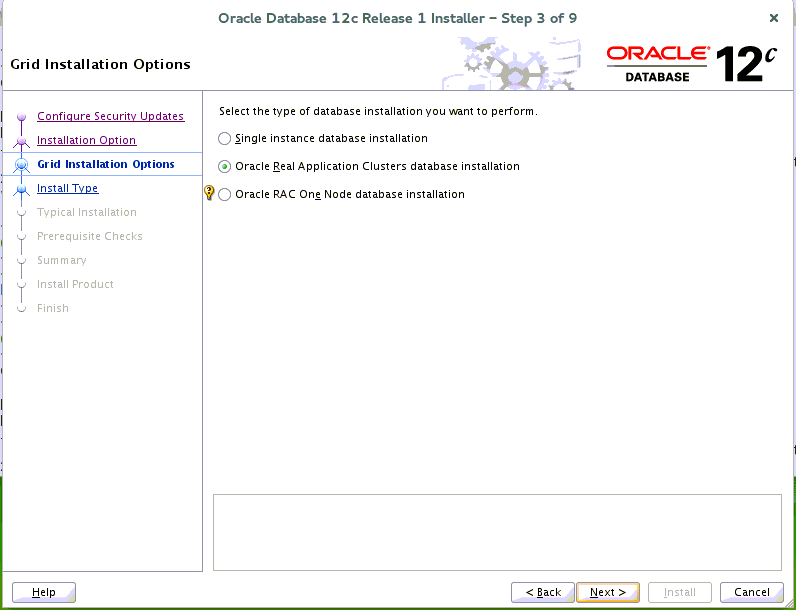 Oracle Database 12c Release 1 Installer – Step 3 of 9
Grid Installation Options
ORACLE
DATABASE 12c
Configure Security Updates
Installation Option
Grid Installation Options
Install Type
Typical Installation
Prerequisite Checks
Summary
Install Product
Finish
Select the type of database installation you want to perform.
Single instance database installation
Oracle Real Application Clusters database installation
Oracle RAC One Node database installation
Help
< Back
Next >
Install
Cancel